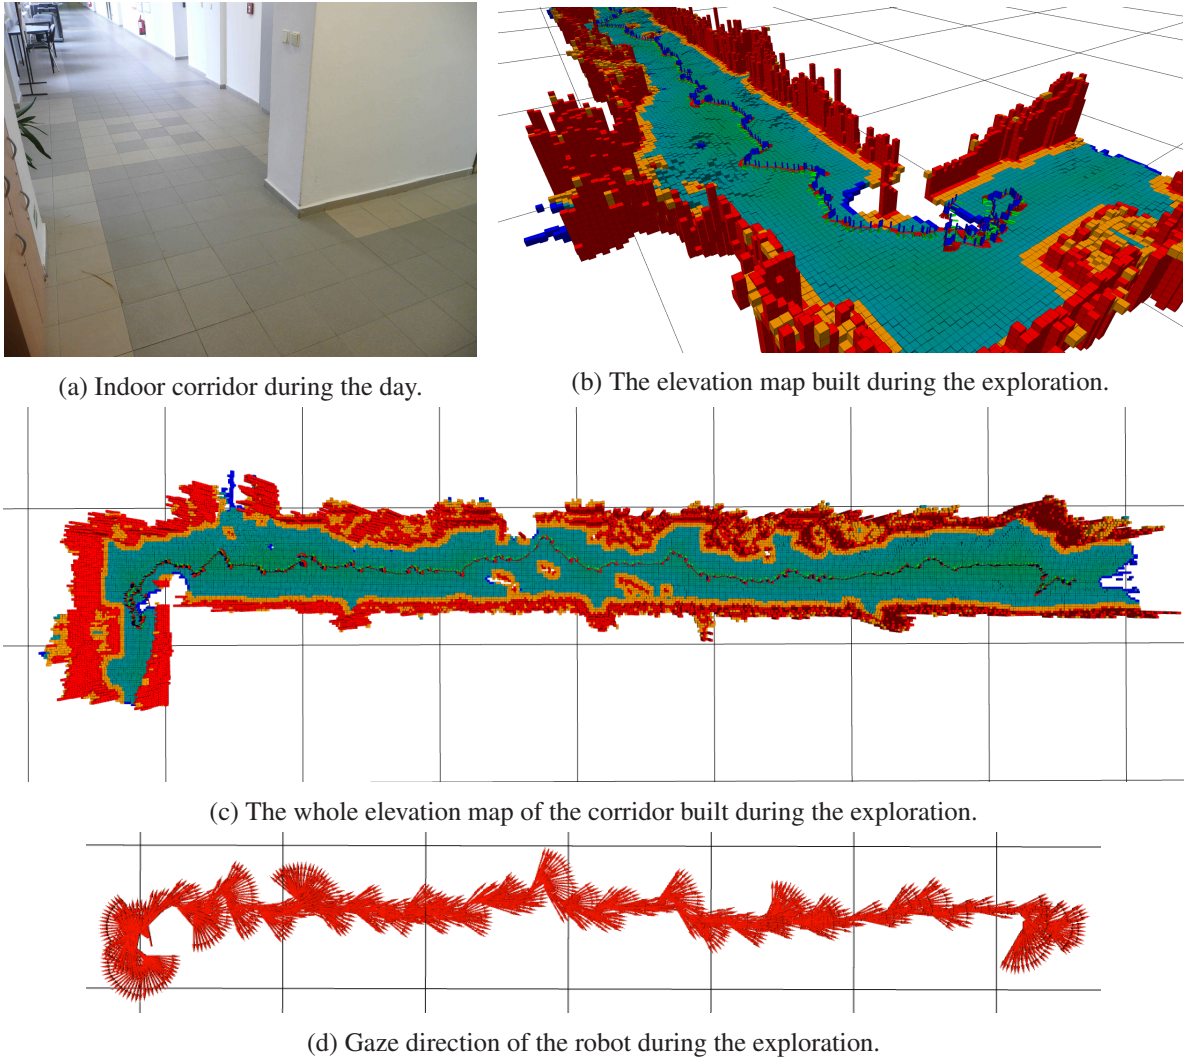 (a) Indoor corridor during the day.
(b) The elevation map built during the exploration.
(c) The whole elevation map of the corridor built during the exploration.
(d) Gaze direction of the robot during the exploration.